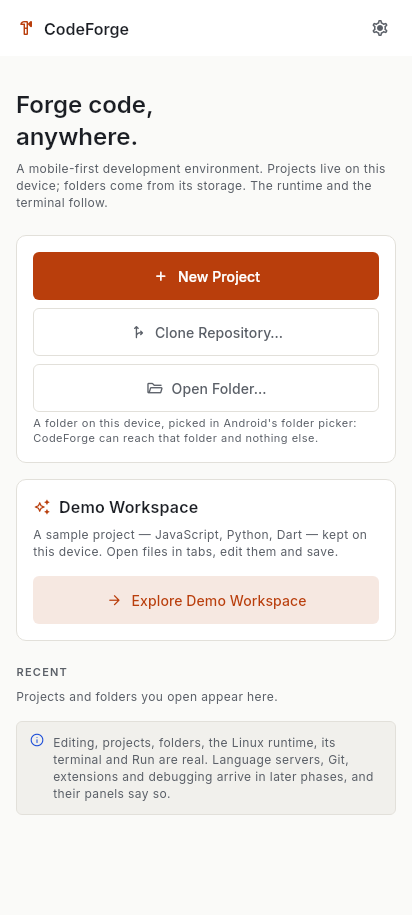 CodeForge
Forge code,
anywhere.
A mobile-first development environment. Projects live on this
device; folders come from its storage. The runtime and the
terminal follow.
New Project
Clone Repository...
Open Folder...
A folder on this device, picked in Android's folder picker:
CodeForge can reach that folder and nothing else.
Demo Workspace
A sample project — JavaScript, Python, Dart — kept on
this device. Open files in tabs, edit them and save.
Explore Demo Workspace
RECENT
Projects and folders you open appear here.
Editing, projects, folders, the Linux runtime, its
terminal and Run are real. Language servers, Git,
extensions and debugging arrive in later phases, and
their panels say so.